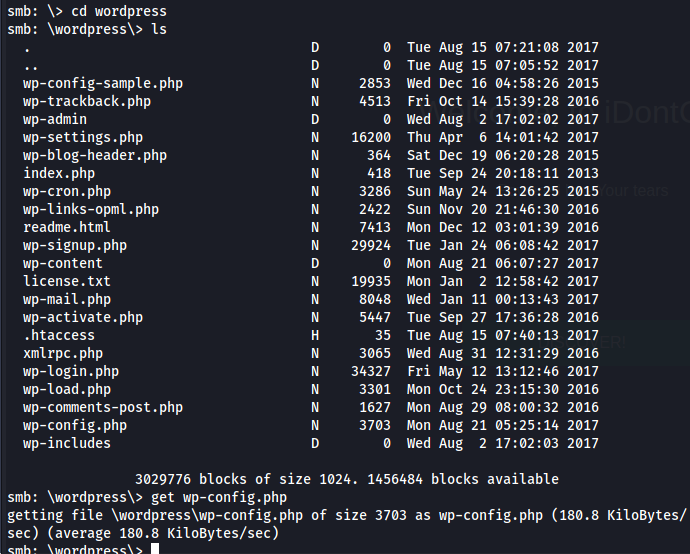 smb: \> cd wordpress
smb: \wordpress\> ls
. D 0 Tue Aug 15 07:21:08 2017
.. D 0 Tue Aug 15 07:05:52 2017
wp-config-sample.php N 2853 Wed Dec 16 04:58:26 2015
wp-trackback.php N 4513 Fri Oct 14 15:39:28 2016
wp-admin D 0 Wed Aug 2 17:02:02 2017
wp-settings.php N 16200 Thu Apr 6 14:01:42 2017
wp-blog-header.php N 364 Sat Dec 19 06:20:28 2015
index.php N 418 Tue Sep 24 20:18:11 2013
wp-cron.php N 3286 Sun May 24 13:26:25 2015
wp-links-opml.php N 2422 Sun Nov 20 21:46:30 2016
readme.html N 7413 Mon Dec 12 03:01:39 2016
wp-signup.php N 29924 Tue Jan 24 06:08:42 2017
wp-content D 0 Mon Aug 21 06:07:27 2017
license.txt N 19935 Mon Jan 2 12:58:42 2017
wp-mail.php N 8048 Wed Jan 11 00:13:43 2017
wp-activate.php N 5447 Tue Sep 27 17:36:28 2016
.htaccess H 35 Tue Aug 15 07:40:13 2017
xmlrpc.php N 3065 Wed Aug 31 12:31:29 2016
wp-login.php N 34327 Fri May 12 13:12:46 2017
wp-load.php N 3301 Mon Oct 24 23:15:30 2016
wp-comments-post.php N 1627 Mon Aug 29 08:00:32 2016
wp-config.php N 3703 Mon Aug 21 05:25:14 2017
wp-includes D 0 Wed Aug 2 17:02:03 2017
3029776 blocks of size 1024. 1456484 blocks available
smb: \wordpress\> get wp-config.php
getting file \wordpress\wp-config.php of size 3703 as wp-config.php (180.8 KiloBytes/
sec) (average 180.8 KiloBytes/sec)
smb: \wordpress\>